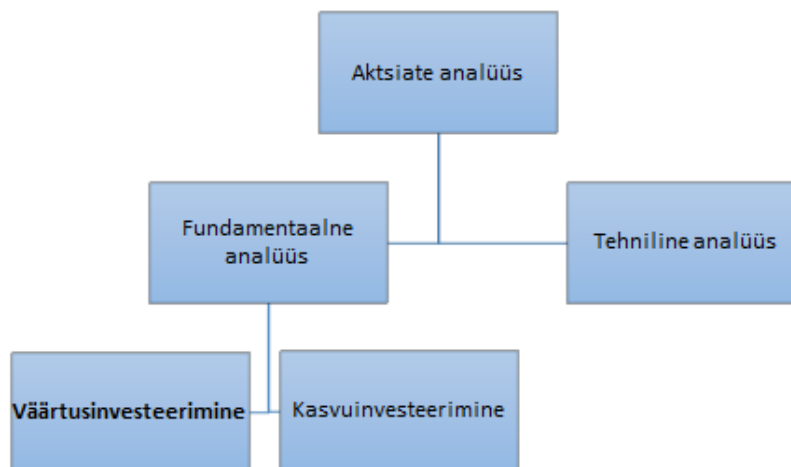 Aktsiate analüüs
Fundamentaalne
analüüs
Tehniline analüüs
Väärtusinvesteerimine
Kasvuinvesteerimine